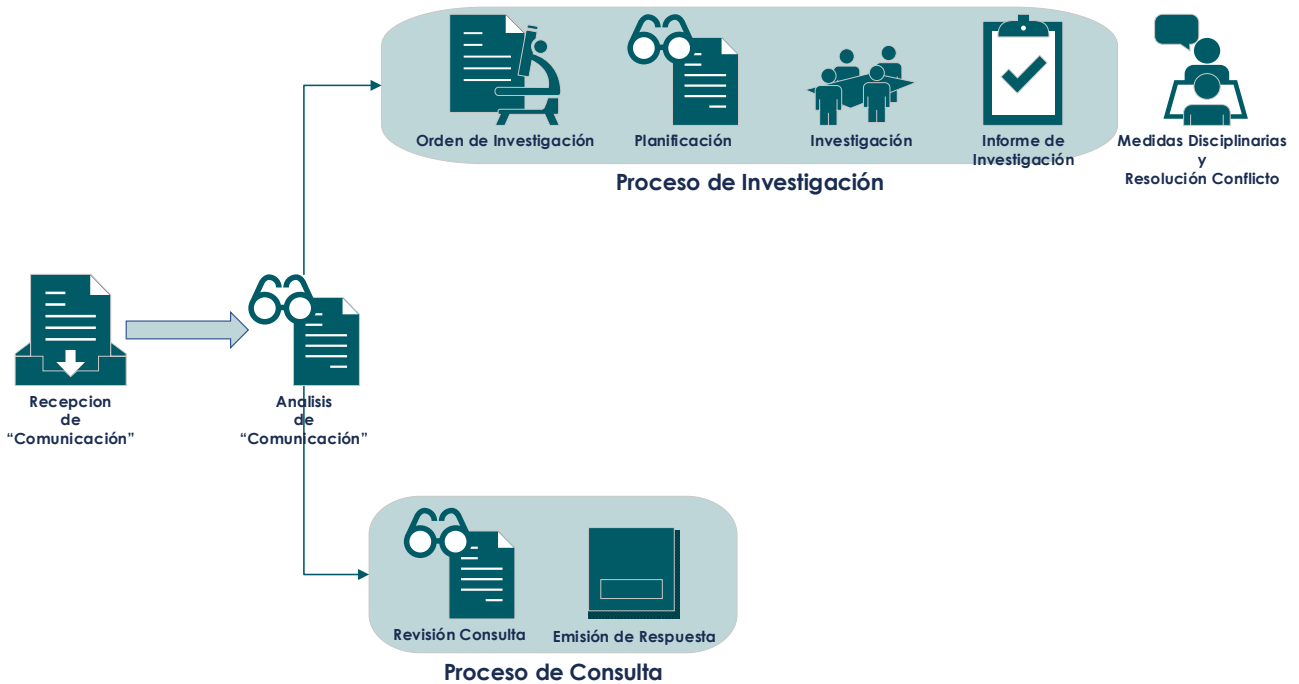 Orden de Investigación
Planificación
Investigación
Informe de
Investigación
Medidas Disciplinarias
y
Resolución Conflicto
Proceso de Investigación
Recepcion
de
“Comunicación”
Analisis
de
“Comunicación”
Revisión Consulta
Emisión de Respuesta
Proceso de Consulta